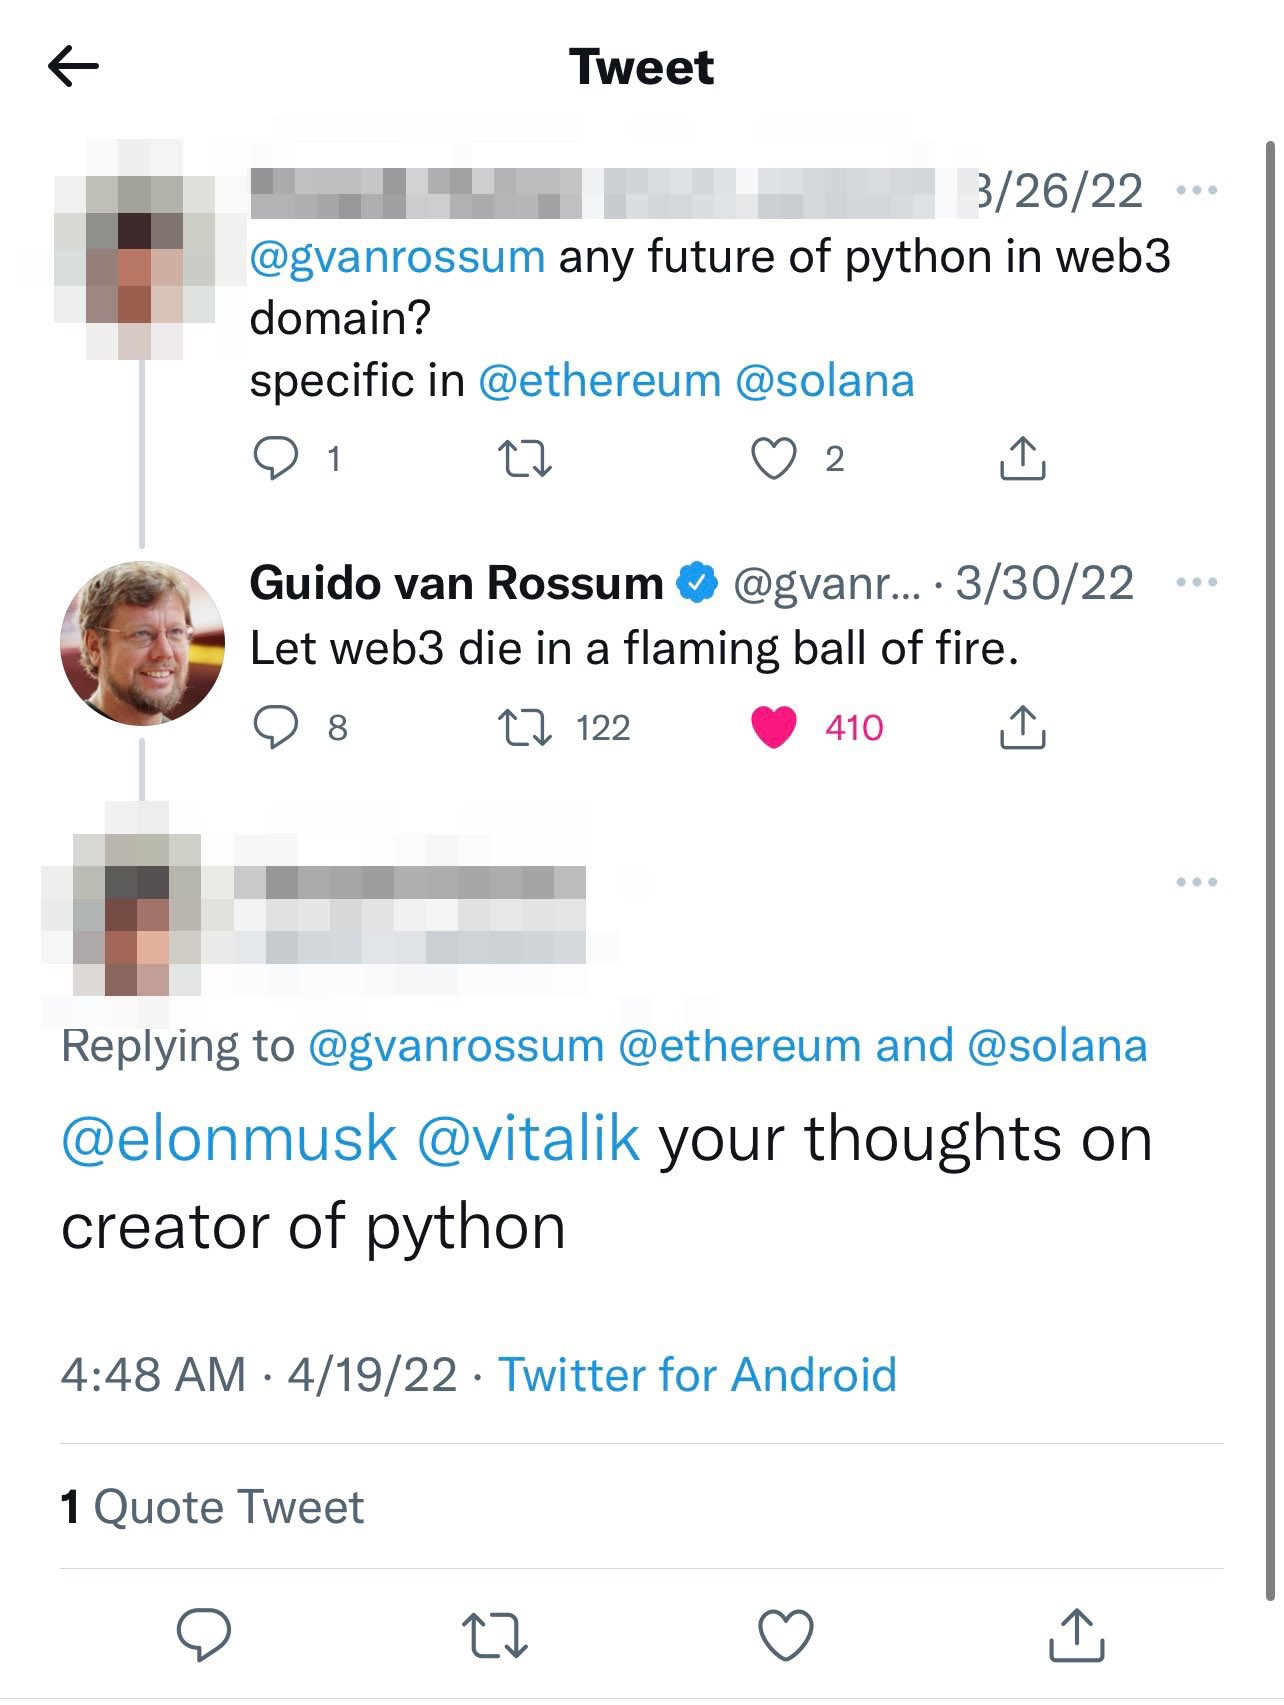 Tweet
3/26/22
@gvanrossum any future of python in web3
domain?
specific in @ethereum @solana
1 2
Guido van Rossum @gvanr... · 3/30/22
Let web3 die in a flaming ball of fire.
8 122 410
Replying to @gvanrossum @ethereum and @solana
@elonmusk @vitalik your thoughts on
creator of python
4:48 AM · 4/19/22 · Twitter for Android
1 Quote Tweet